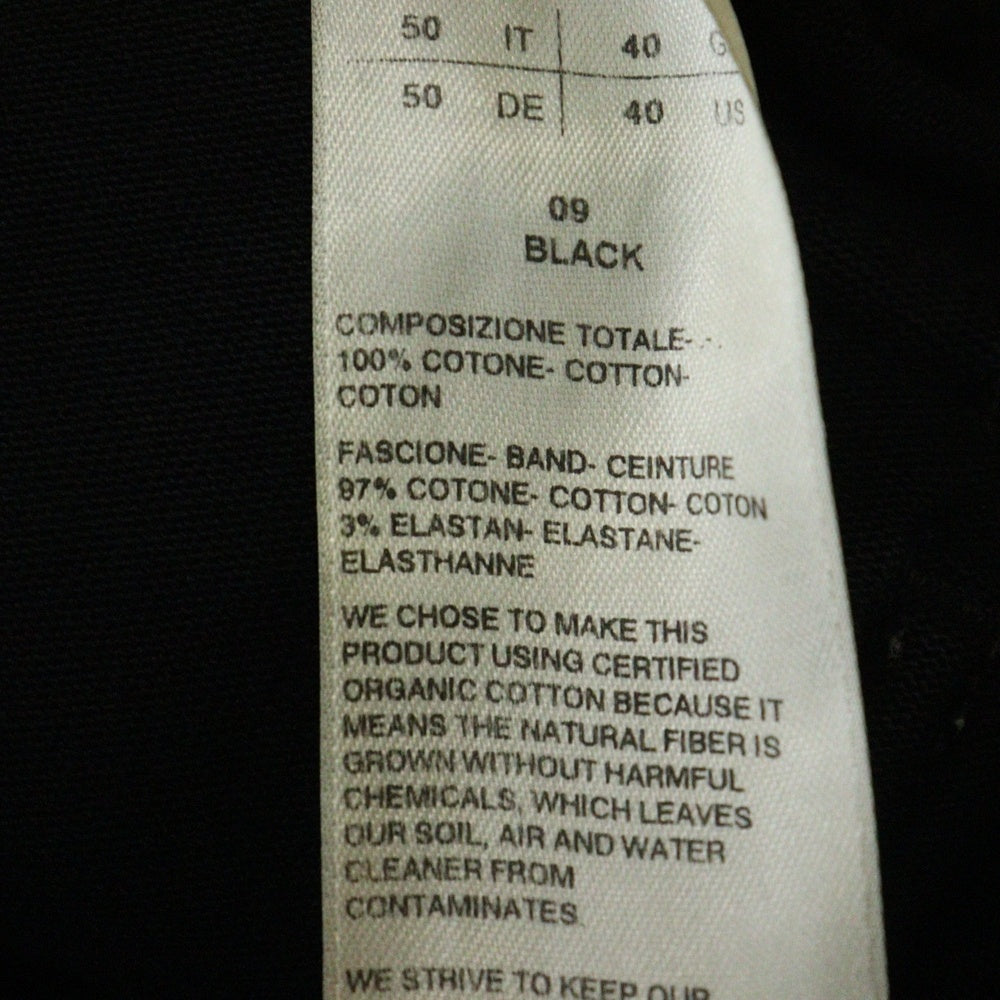 50 IT 40
50 DE 40 US
09
BLACK
COMPOSIZIONE TOTALE-
100% COTONE- COTTON-
COTON
FASCIONE- BAND- CEINTURE
97% COTONE- COTTON- COTON
3% ELASTAN- ELASTANE-
ELASTHANNE
WE CHOSE TO MAKE THIS
PRODUCT USING CERTIFIED
ORGANIC COTTON BECAUSE IT
MEANS THE NATURAL FIBER IS
GROWN WITHOUT HARMFUL
CHEMICALS, WHICH LEAVES
OUR SOIL, AIR AND WATER
CLEANER FROM
CONTAMINATES.
WE STRIVE TO KEEP OUR